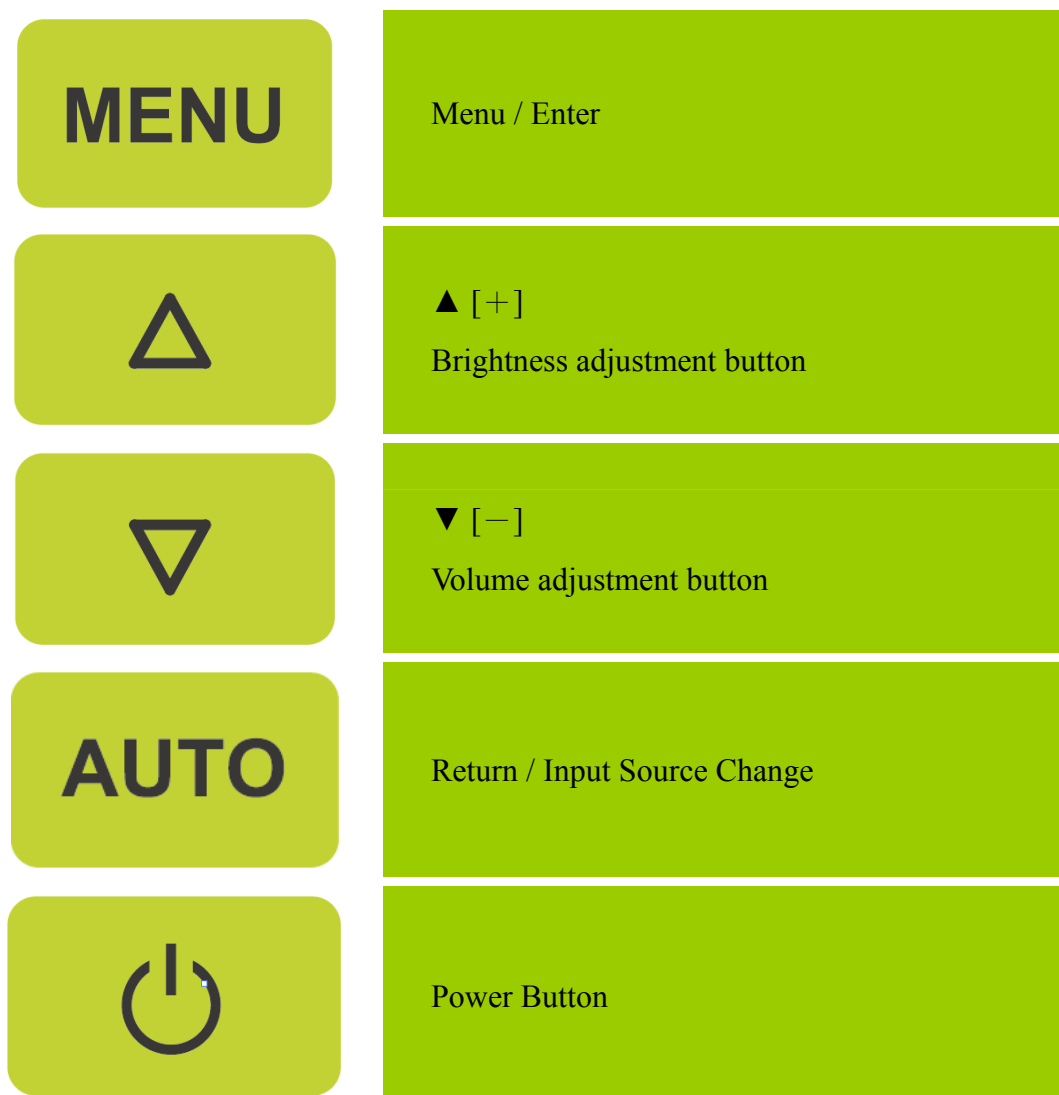 MENU
Menu / Enter
▲ [+]
Brightness adjustment button
▼ [−]
Volume adjustment button
AUTO
Return / Input Source Change
Power Button